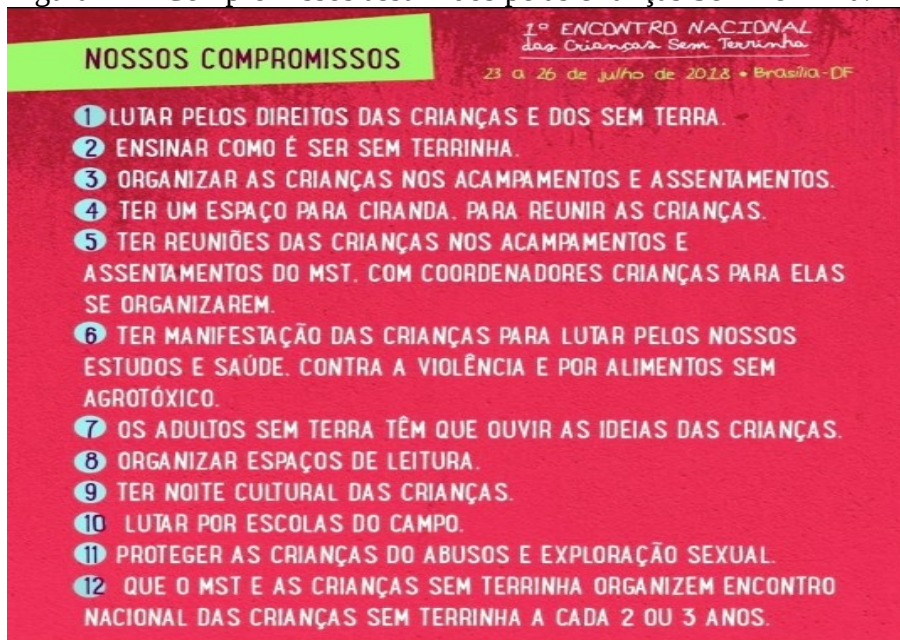 NOSSOS COMPROMISSOS
1º ENCONTRO NACIONAL
das Crianças Sem Terrinha
23 a 26 de julho de 2018 • Brasília-DF
1 LUTAR PELOS DIREITOS DAS CRIANÇAS E DOS SEM TERRA.
2 ENSINAR COMO É SER SEM TERRINHA.
3 ORGANIZAR AS CRIANÇAS NOS ACAMPAMENTOS E ASSENTAMENTOS.
4 TER UM ESPAÇO PARA CIRANDA. PARA REUNIR AS CRIANÇAS.
5 TER REUNIÕES DAS CRIANÇAS NOS ACAMPAMENTOS E
ASSENTAMENTOS DO MST. COM COORDENADORES CRIANÇAS PARA ELAS
SE ORGANIZAREM.
6 TER MANIFESTAÇÃO DAS CRIANÇAS PARA LUTAR PELOS NOSSOS
ESTUDOS E SAÚDE. CONTRA A VIOLÊNCIA E POR ALIMENTOS SEM
AGROTÓXICO.
7 OS ADULTOS SEM TERRA TÊM QUE OUVIR AS IDEIAS DAS CRIANÇAS.
8 ORGANIZAR ESPAÇOS DE LEITURA.
9 TER NOITE CULTURAL DAS CRIANÇAS.
10 LUTAR POR ESCOLAS DO CAMPO.
11 PROTEGER AS CRIANÇAS DO ABUSOS E EXPLORAÇÃO SEXUAL.
12 QUE O MST E AS CRIANÇAS SEM TERRINHA ORGANIZEM ENCONTRO
NACIONAL DAS CRIANÇAS SEM TERRINHA A CADA 2 OU 3 ANOS.